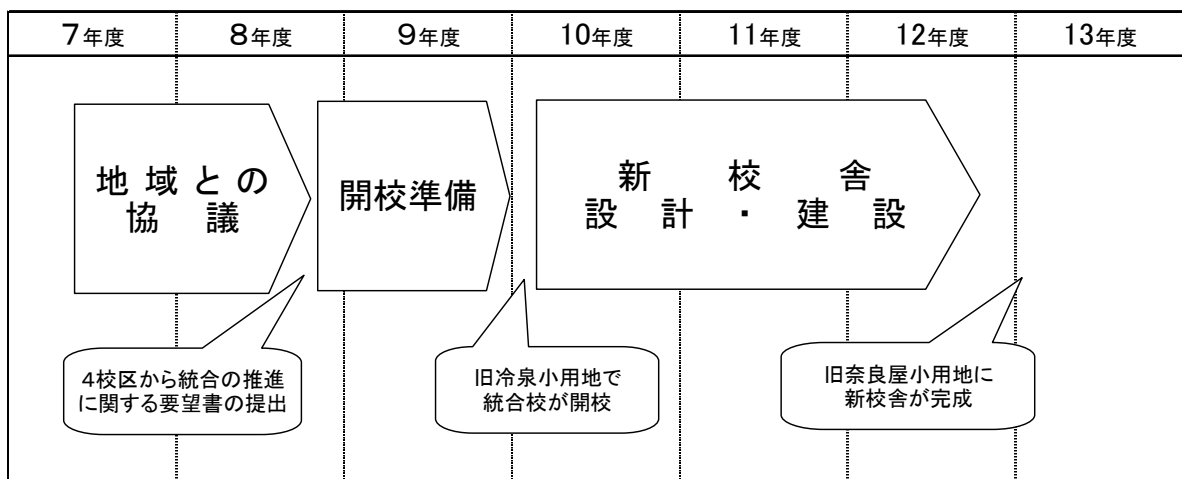 7年度 8年度 9年度 10年度 11年度 12年度 13年度
地域との
協議
開校準備
新校舎
設計・建設
4校区から統合の推進
に関する要望書の提出
旧冷泉小用地で
統合校が開校
旧奈良屋小用地に
新校舎が完成